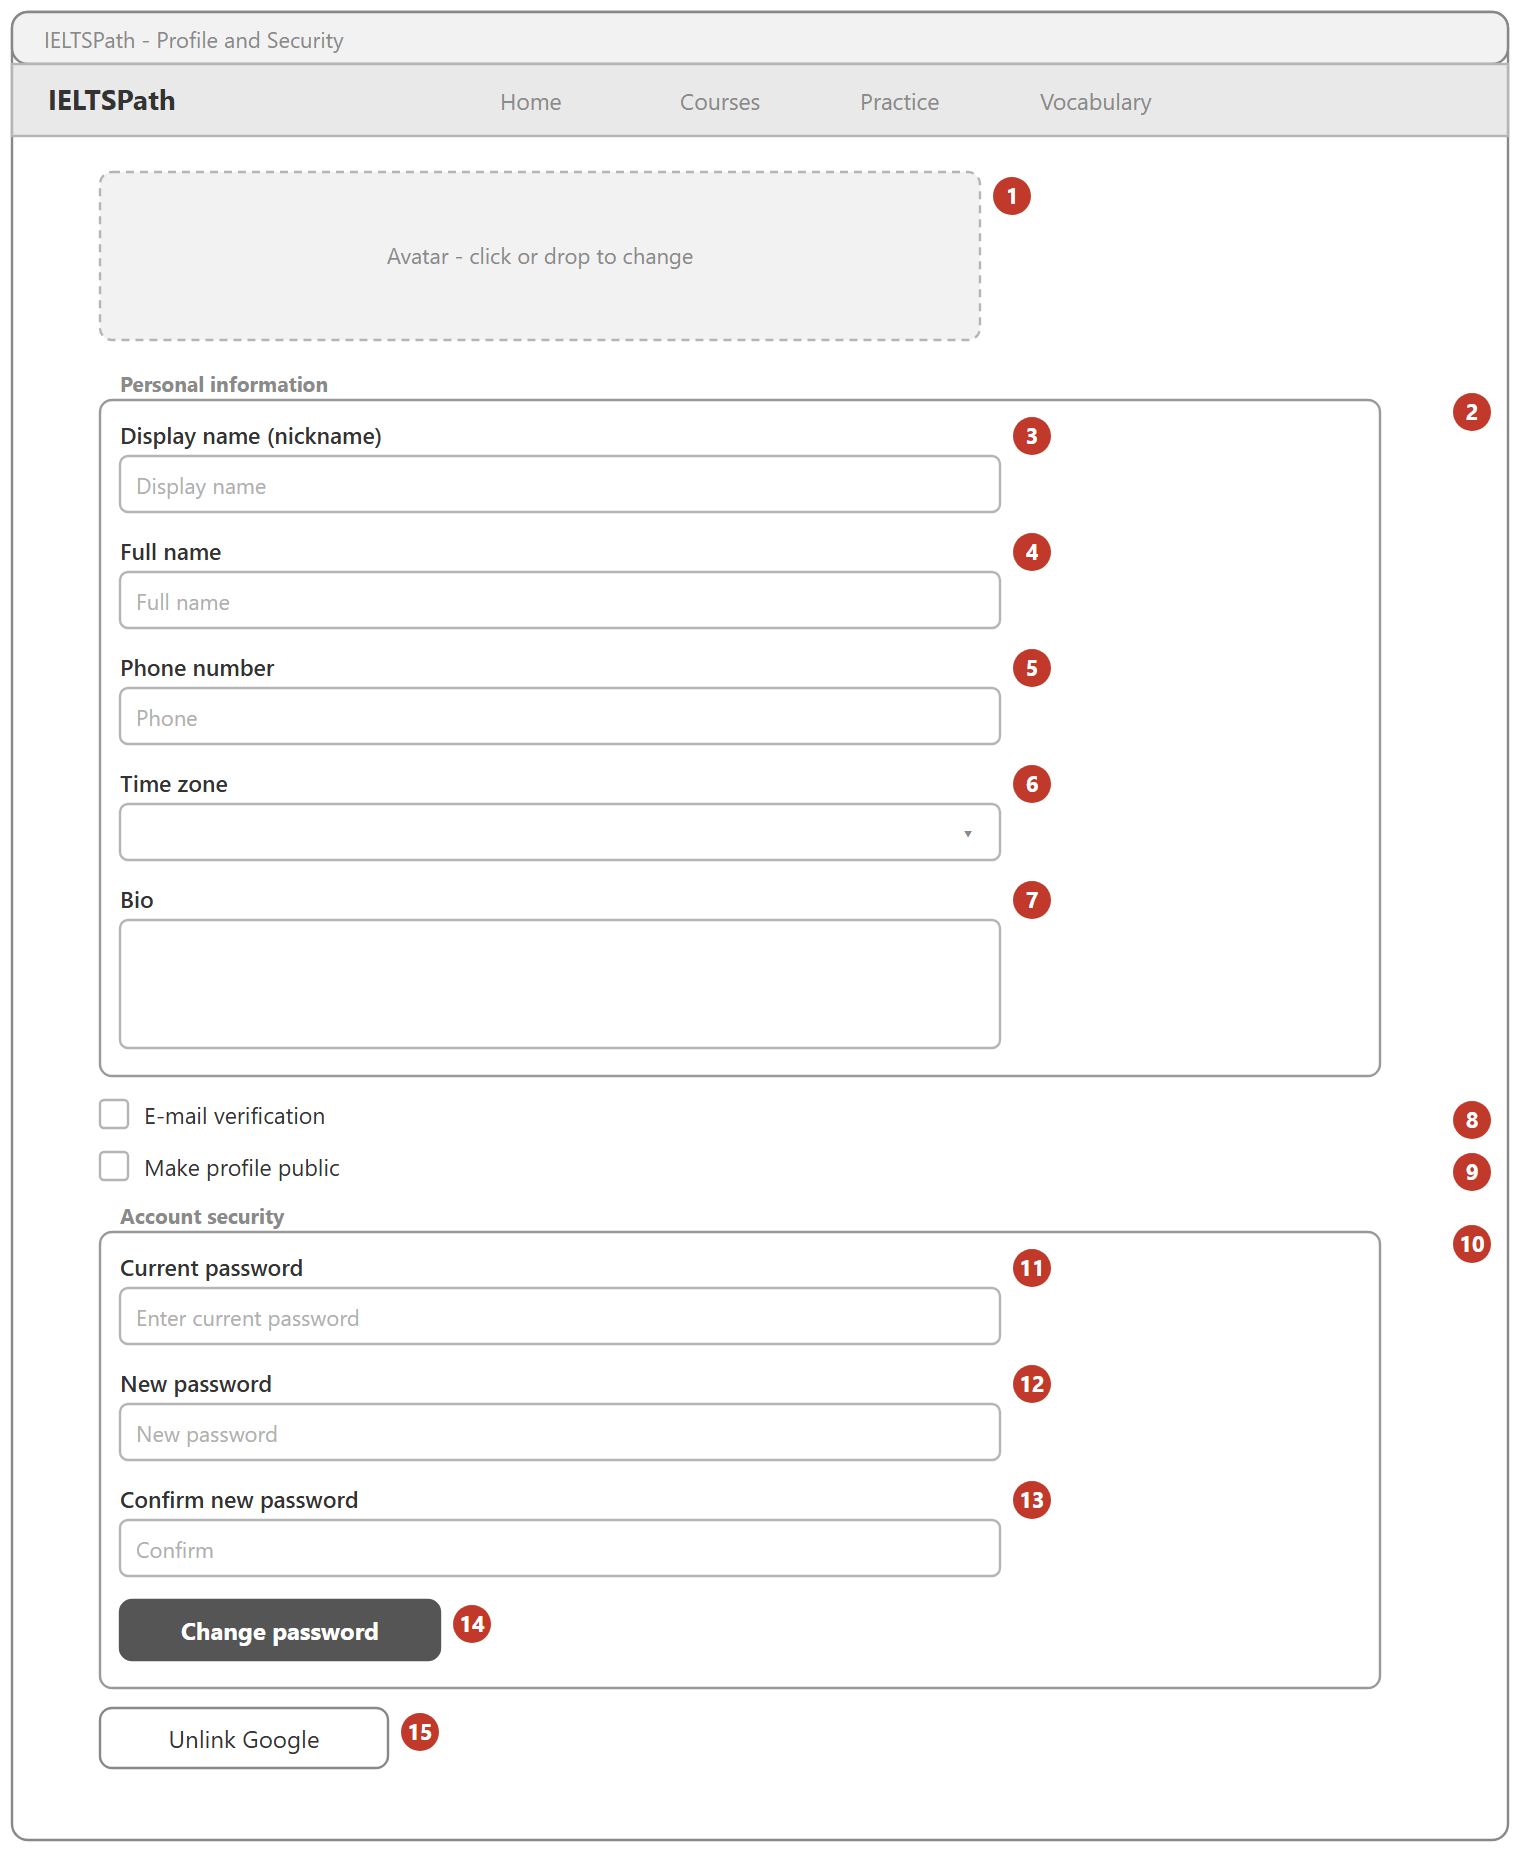 IELTSPath - Profile and Security
IELTSPath Home Courses Practice Vocabulary
Avatar - click or drop to change 1
Personal information
2
Display name (nickname) 3
Display name
Full name 4
Full name
Phone number 5
Phone
Time zone 6
Bio 7
E-mail verification 8
Make profile public 9
Account security
10
Current password 11
Enter current password
New password 12
New password
Confirm new password 13
Confirm
Change password 14
Unlink Google 15